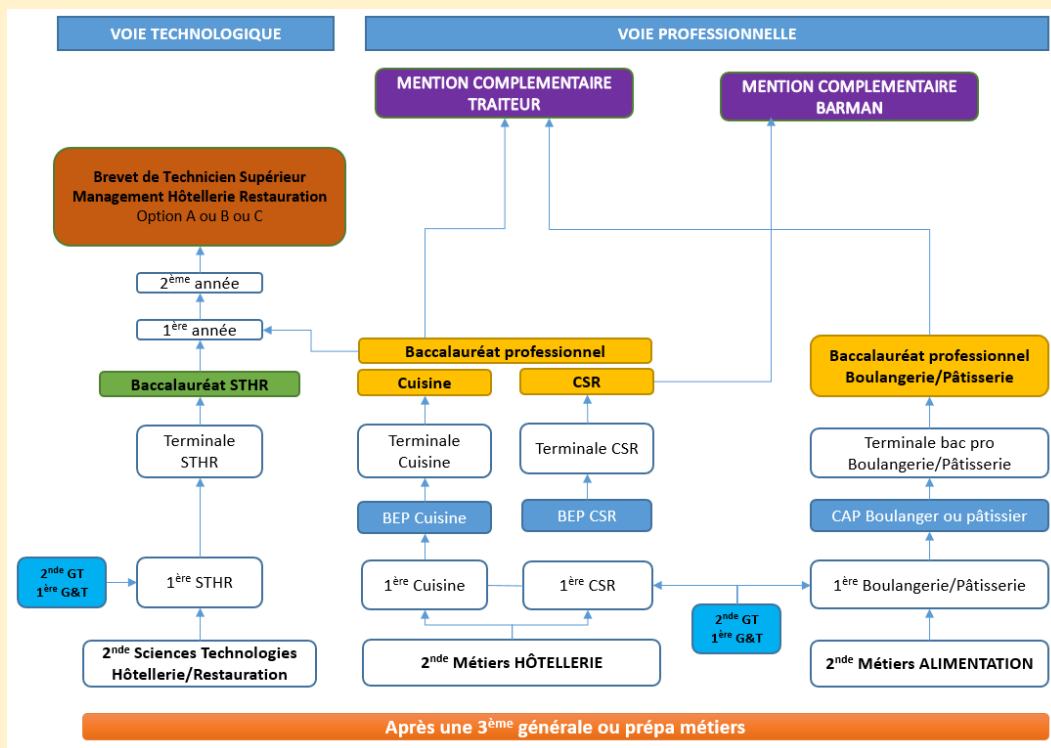 VOIE TECHNOLOGIQUE
VOIE PROFESSIONNELLE
MENTION COMPLEMENTAIRE
TRAITEUR
MENTION COMPLEMENTAIRE
BARMAN
Brevet de Technicien Supérieur
Management Hôtellerie Restauration
Option A ou B ou C
2ème année
1ère année
Baccalauréat STHR
Terminale
STHR
2nde GT
1ère G&T
1ère STHR
2nde Sciences Technologies
Hôtellerie/Restauration
Baccalauréat professionnel
Cuisine
CSR
Terminale
Cuisine
Terminale CSR
BEP Cuisine
BEP CSR
1ère Cuisine
1ère CSR
2nde Métiers HÔTELLERIE
2nde GT
1ère G&T
Baccalauréat professionnel
Boulangerie/Pâtisserie
Terminale bac pro
Boulangerie/Pâtisserie
CAP Boulanger ou pâtissier
1ère Boulangerie/Pâtisserie
2nde Métiers ALIMENTATION
Après une 3ème générale ou prépa métiers